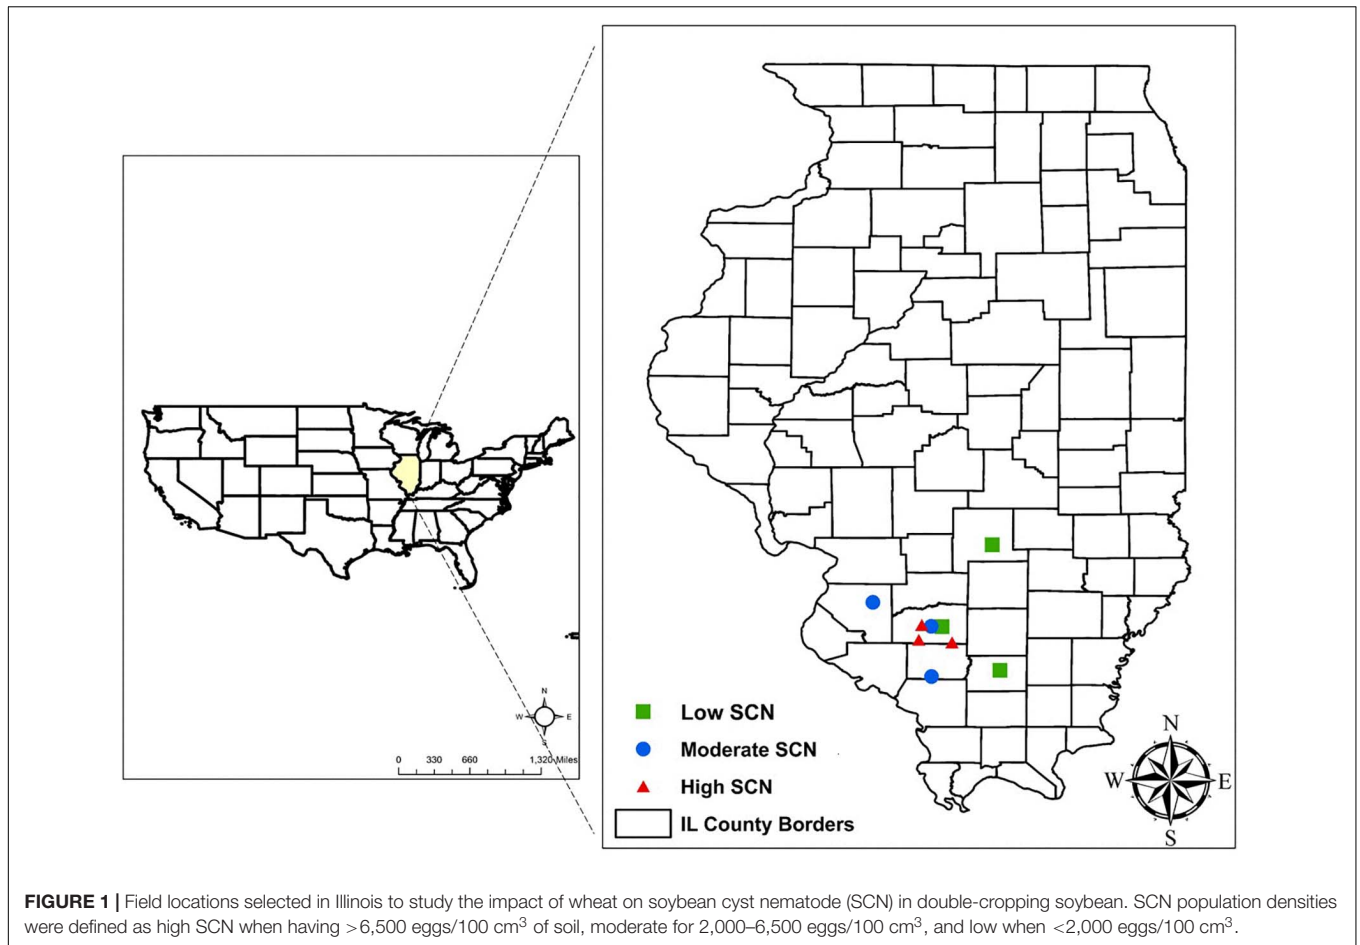 N
W E
S
0 330 660 1,320 Miles
Low SCN
Moderate SCN
High SCN
IL County Borders
N
W E
S
FIGURE 1 | Field locations selected in Illinois to study the impact of wheat on soybean cyst nematode (SCN) in double-cropping soybean. SCN population densities
were defined as high SCN when having >6,500 eggs/100 cm³ of soil, moderate for 2,000–6,500 eggs/100 cm³, and low when <2,000 eggs/100 cm³.